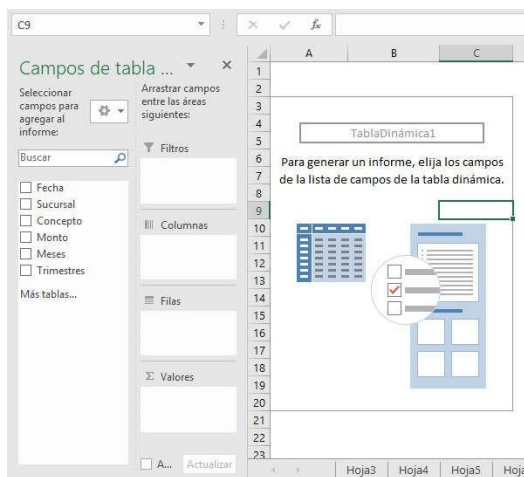 C9
fx
Campos de tabla ...
Seleccionar
campos para
agregar al
informe:
Buscar
Fecha
Sucursal
Concepto
Monto
Meses
Trimestres
Más tablas...
Arrastrar campos
entre las áreas
siguientes:
Filtros
Columnas
Filas
Σ Valores
A...
Actualizar
A B C
1
2
3
4
5
6
7
8
9
10
11
12
13
14
15
16
17
18
19
20
21
22
23
TablaDinámica1
Para generar un informe, elija los campos
de la lista de campos de la tabla dinámica.
Hoja3 Hoja4 Hoja5 Hoja